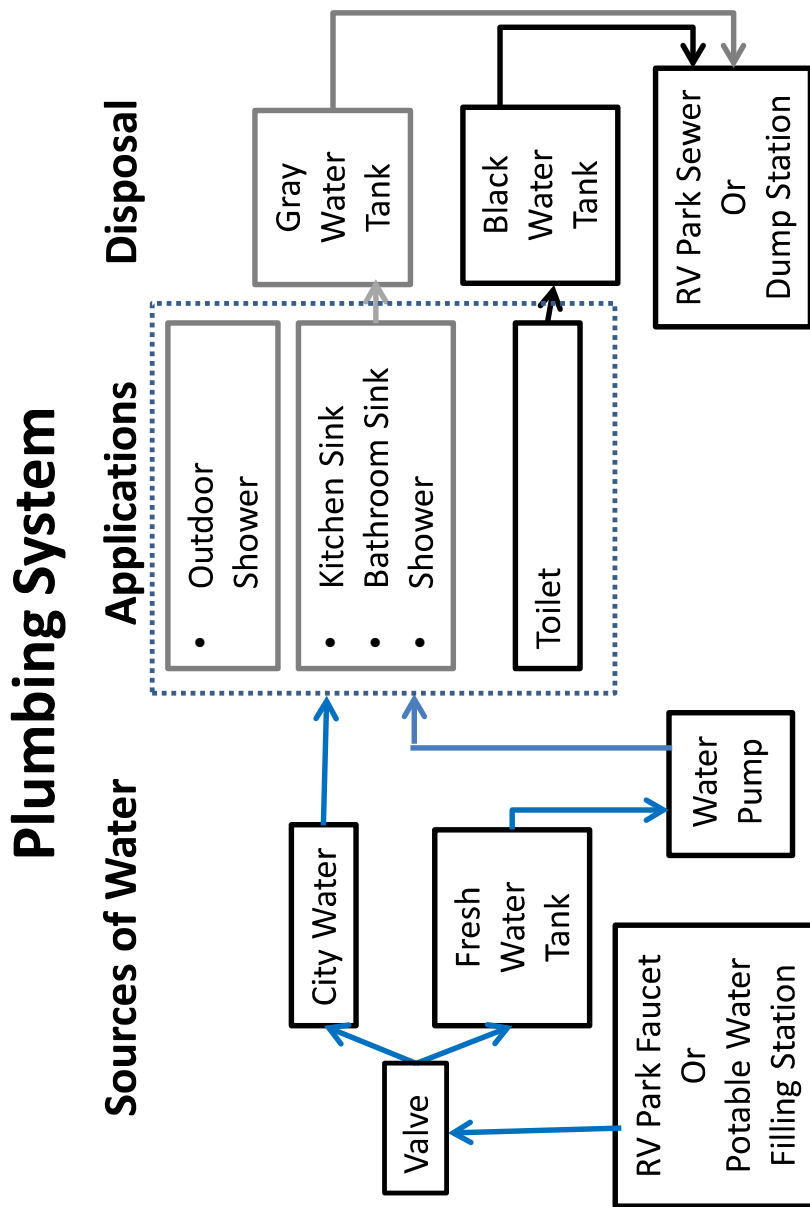 Plumbing System
Sources of Water
Applications
Disposal
Valve
RV Park Faucet
Or
Potable Water
Filling Station
City Water
Fresh
Water
Tank
Water
Pump
• Outdoor
Shower
• Kitchen Sink
• Bathroom Sink
• Shower
Toilet
Gray
Water
Tank
Black
Water
Tank
RV Park Sewer
Or
Dump Station